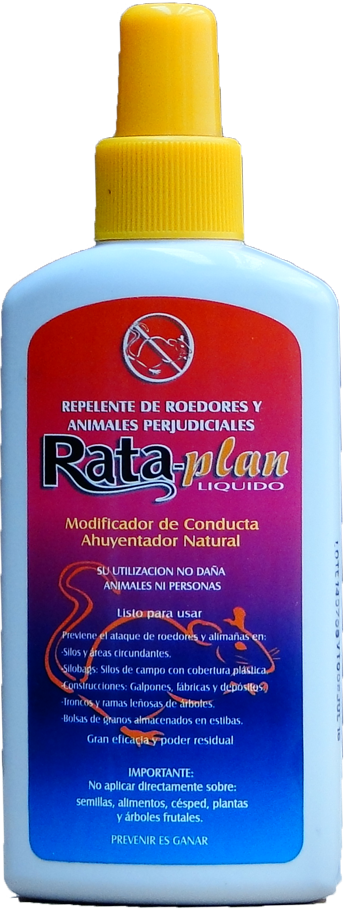 REPELENTE DE ROEDORES Y
ANIMALES PERJUDICIALES
Rata-plan
LIQUIDO
Modificador de Conducta
Ahuyentador Natural
SU UTILIZACION NO DAÑA
ANIMALES NI PERSONAS
Listo para usar
Previene el ataque de roedores y alimañas en:
-Silos y áreas circundantes.
-Silobags: Silos de campo con cobertura plástica.
-Construcciones: Galpones, fábricas y depósitos
-Troncos y ramas leñosas de árboles.
-Bolsas de granos almacenados en estibas.
Gran eficacia y poder residual
IMPORTANTE:
No aplicar directamente sobre:
semillas, alimentos, césped, plantas
y árboles frutales.
PREVENIR ES GANAR